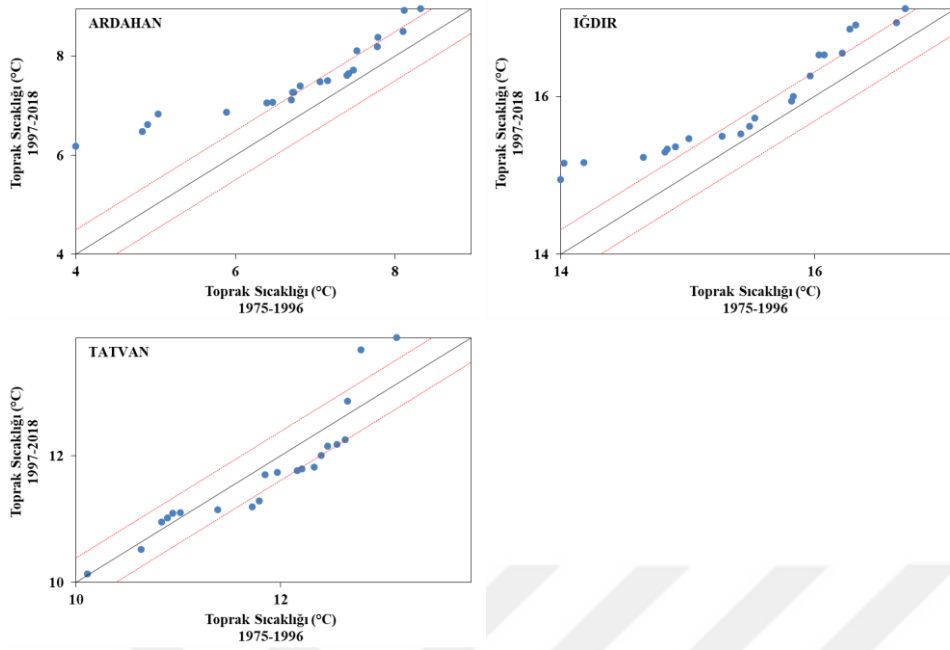 ARDAHAN
Toprak Sıcaklığı (°C)
1997-2018
8
6
4
4
6
8
Toprak Sıcaklığı (°C)
1975-1996
IĞDIR
Toprak Sıcaklığı (°C)
1997-2018
16
14
14
16
Toprak Sıcaklığı (°C)
1975-1996
TATVAN
Toprak Sıcaklığı (°C)
1997-2018
12
10
10
12
Toprak Sıcaklığı (°C)
1975-1996